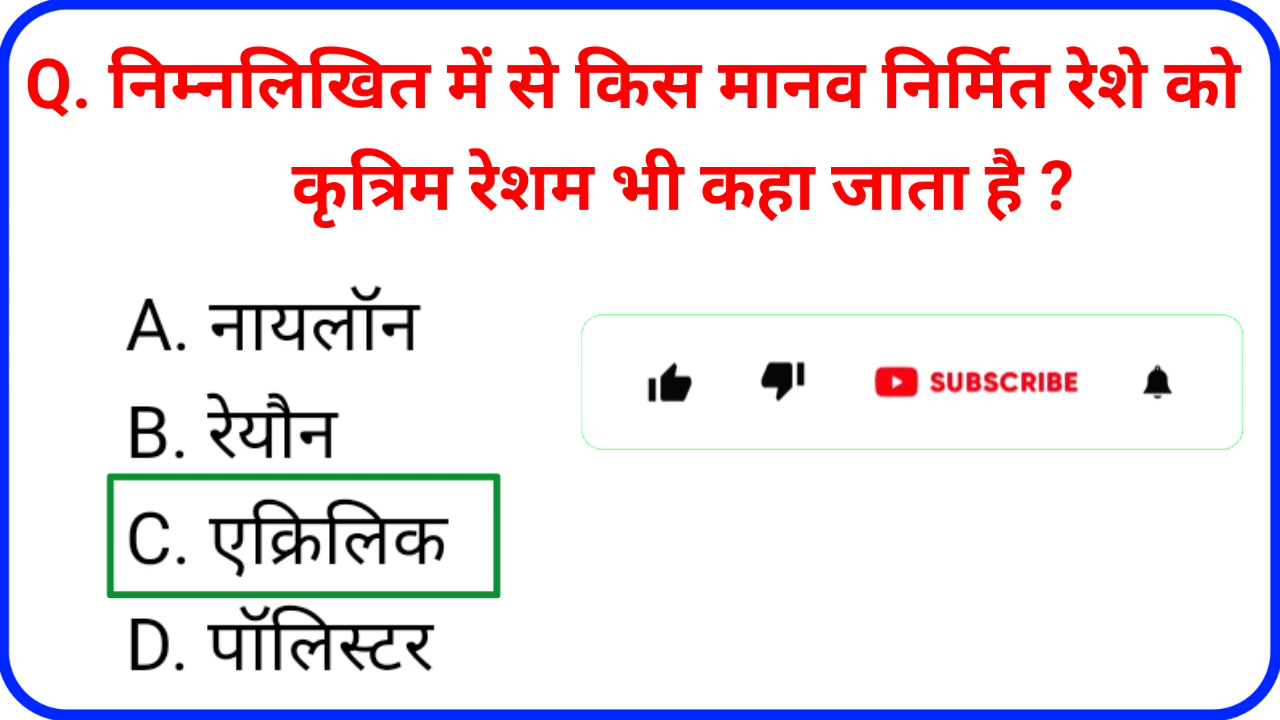 Q. निम्नलिखित में से किस मानव निर्मित रेशे को
कृत्रिम रेशम भी कहा जाता है ?
A. नायलॉन
B. रेयौन
SUBSCRIBE
C. एक्रिलिक
D. पॉलिस्टर